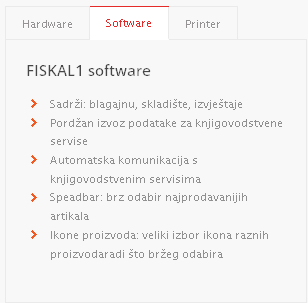 Hardware
Software
Printer
FISKAL1 software
Sadrži: blagajnu, skladište, izvještaje
Pordžan izvoz podatake za knjigovodstvene
servise
Automatska komunikacija s
knjigovodstvenim servisima
Speadbar: brz odabir najprodavanijih
artikala
Ikone proizvoda: veliki izbor ikona raznih
proizvodaradi što bržeg odabira